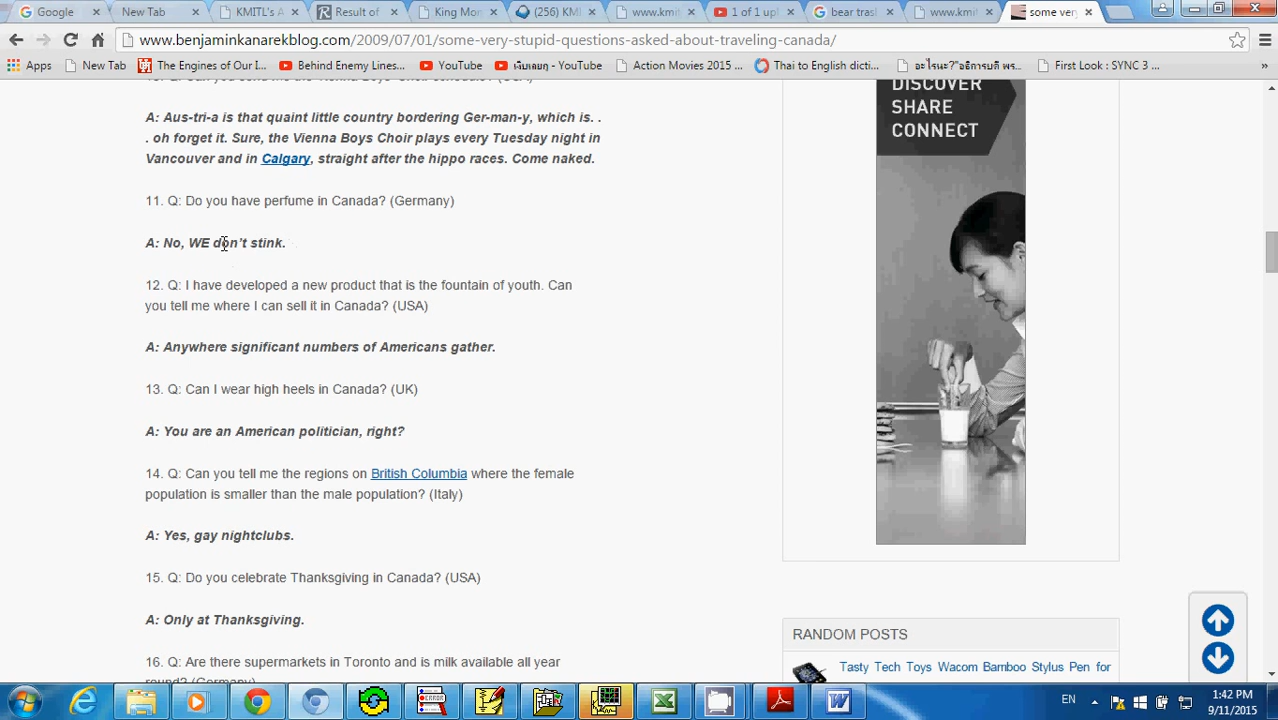 Google
New Tab
KMITL's A
Result of
King Mon
(256) KMI
www.kmit
1 of 1 upl
bear trasl
www.kmit
some very
www.benjaminkanarekblog.com/2009/07/01/some-very-stupid-questions-asked-about-traveling-canada/
Apps
New Tab
The Engines of Our I...
Behind Enemy Lines...
YouTube
- YouTube
Action Movies 2015 ...
Thai to English dicti...
First Look : SYNC 3 ...
A: Aus-tri-a is that quaint little country bordering Ger-man-y, which is. .
. oh forget it. Sure, the Vienna Boys Choir plays every Tuesday night in
Vancouver and in Calgary, straight after the hippo races. Come naked.
11. Q: Do you have perfume in Canada? (Germany)
A: No, WE don't stink.
12. Q: I have developed a new product that is the fountain of youth. Can
you tell me where I can sell it in Canada? (USA)
A: Anywhere significant numbers of Americans gather.
13. Q: Can I wear high heels in Canada? (UK)
A: You are an American politician, right?
14. Q: Can you tell me the regions on British Columbia where the female
population is smaller than the male population? (Italy)
A: Yes, gay nightclubs.
15. Q: Do you celebrate Thanksgiving in Canada? (USA)
A: Only at Thanksgiving.
16. Q: Are there supermarkets in Toronto and is milk available all year
round? (Germany)
DISCOVER
SHARE
CONNECT
RANDOM POSTS
Tasty Tech Toys Wacom Bamboo Stylus Pen for
EN
1:42 PM
9/11/2015